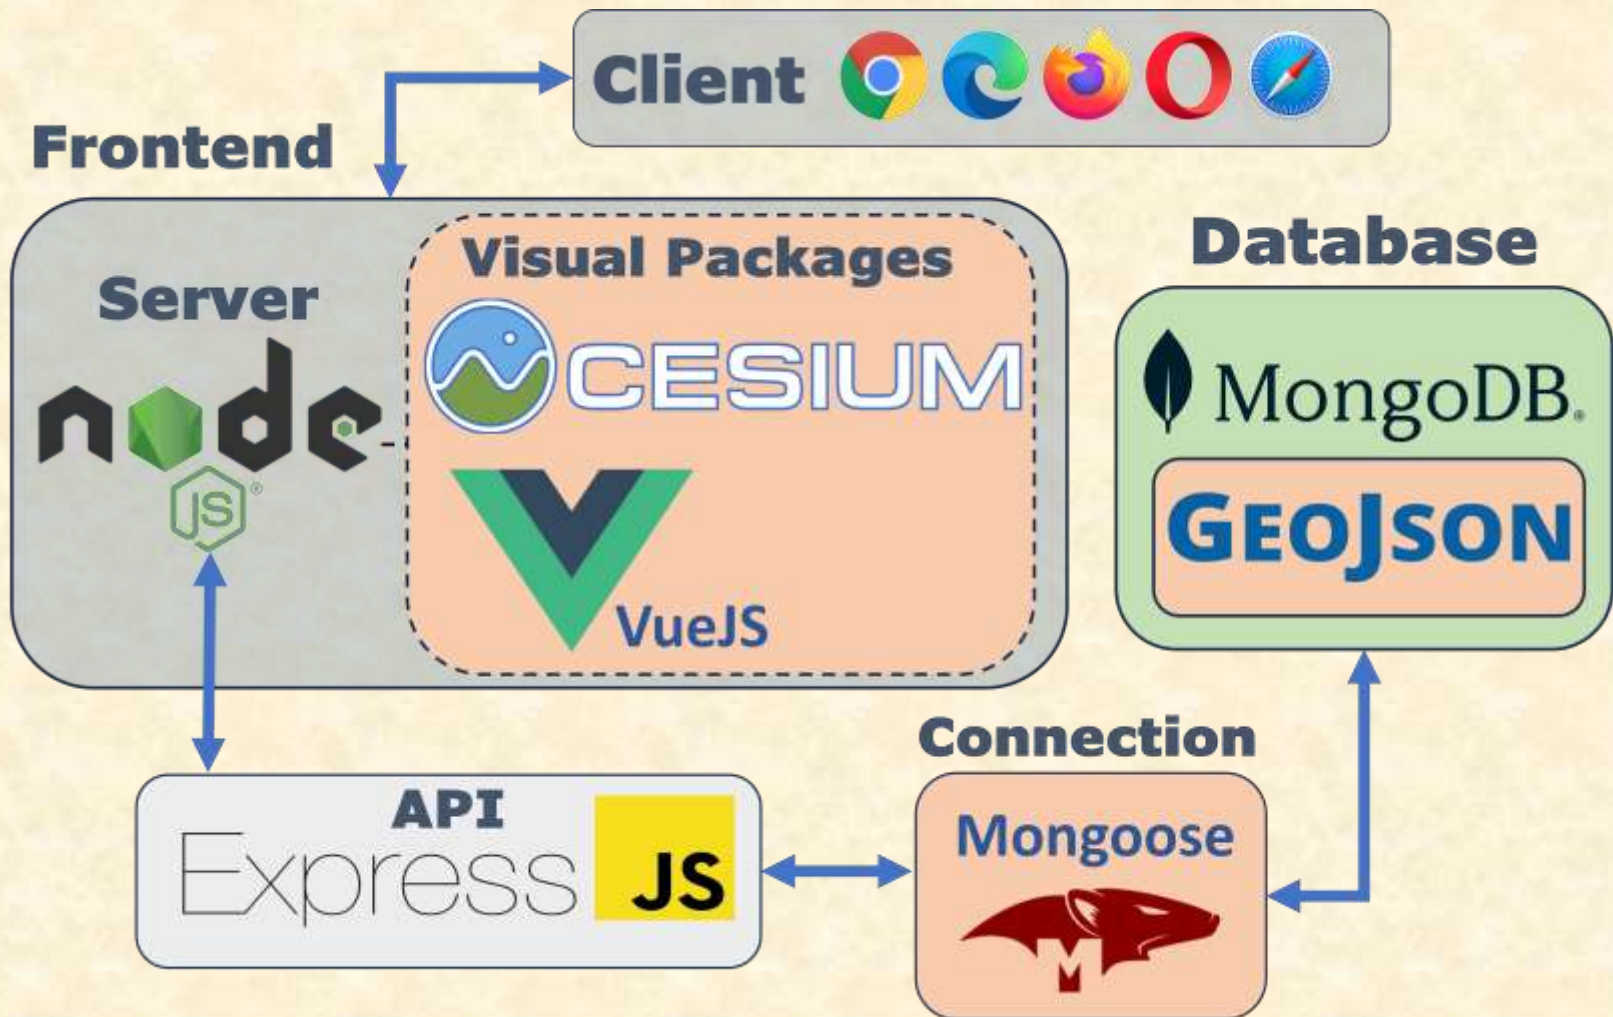 Client
Frontend
Visual Packages
Server
CESIUM
node
JS®
VueJS
Database
MongoDB®
GEOJSON
API
Express
JS
Connection
Mongoose
M